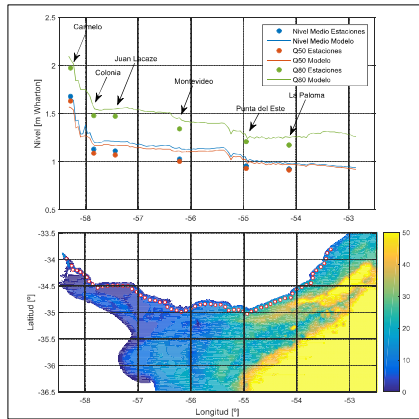 2.5
2
1.5
1
0.5
Nivel [m Wharton]
Carmelo
Colonia
Juan Lacaze
Montevideo
Punta del Este
La Paloma
Nivel Medio Estaciones
Nivel Medio Modelo
Q50 Estaciones
Q50 Modelo
Q80 Estaciones
Q80 Modelo
-58 -57 -56 -55 -54 -53
-33.5
-34
-34.5
-35
-35.5
-36
-36.5
Latitud [º]
-58 -57 -56 -55 -54 -53
Longitud [º]
50
40
30
20
10
0